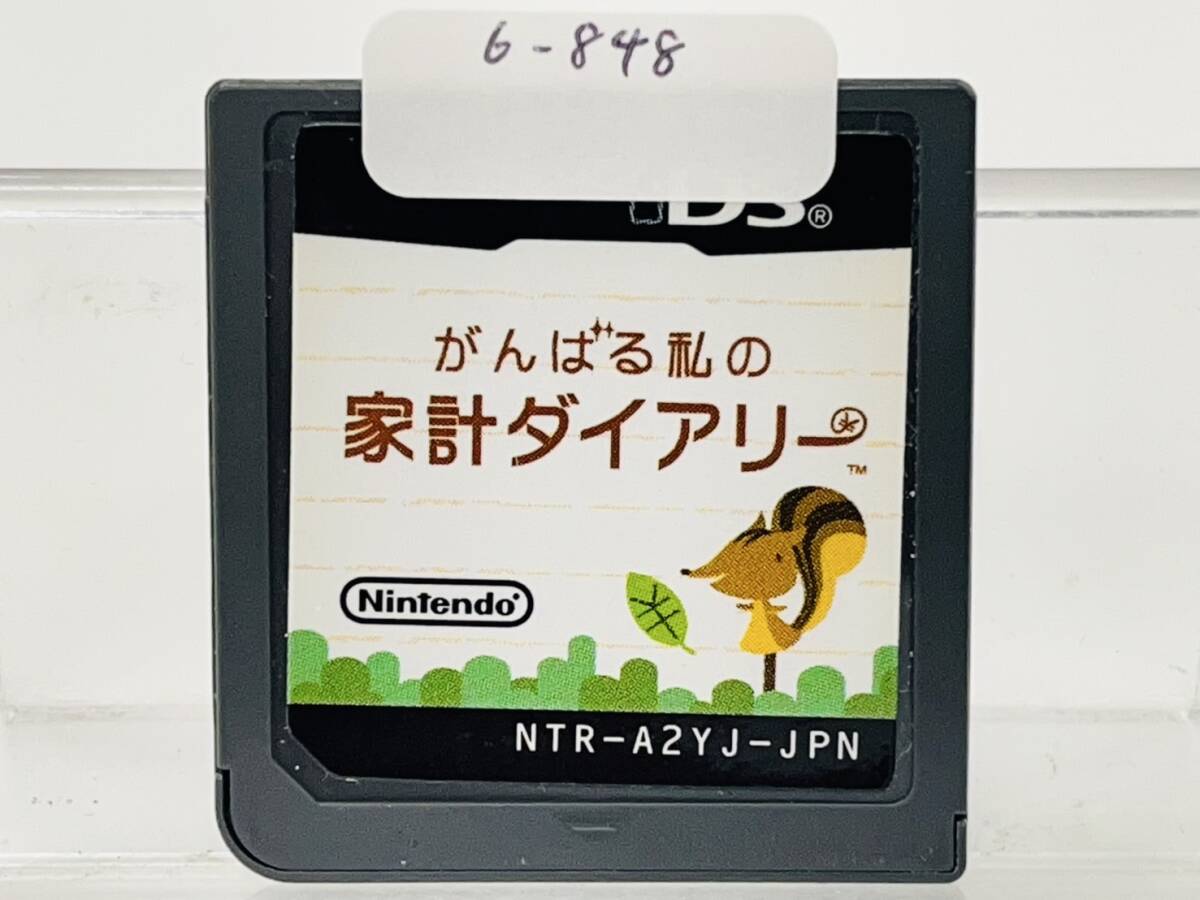 6-848
DS®
がんばる私の
家計ダイアリー
TM
Nintendo
NTR-A2YJ-JPN